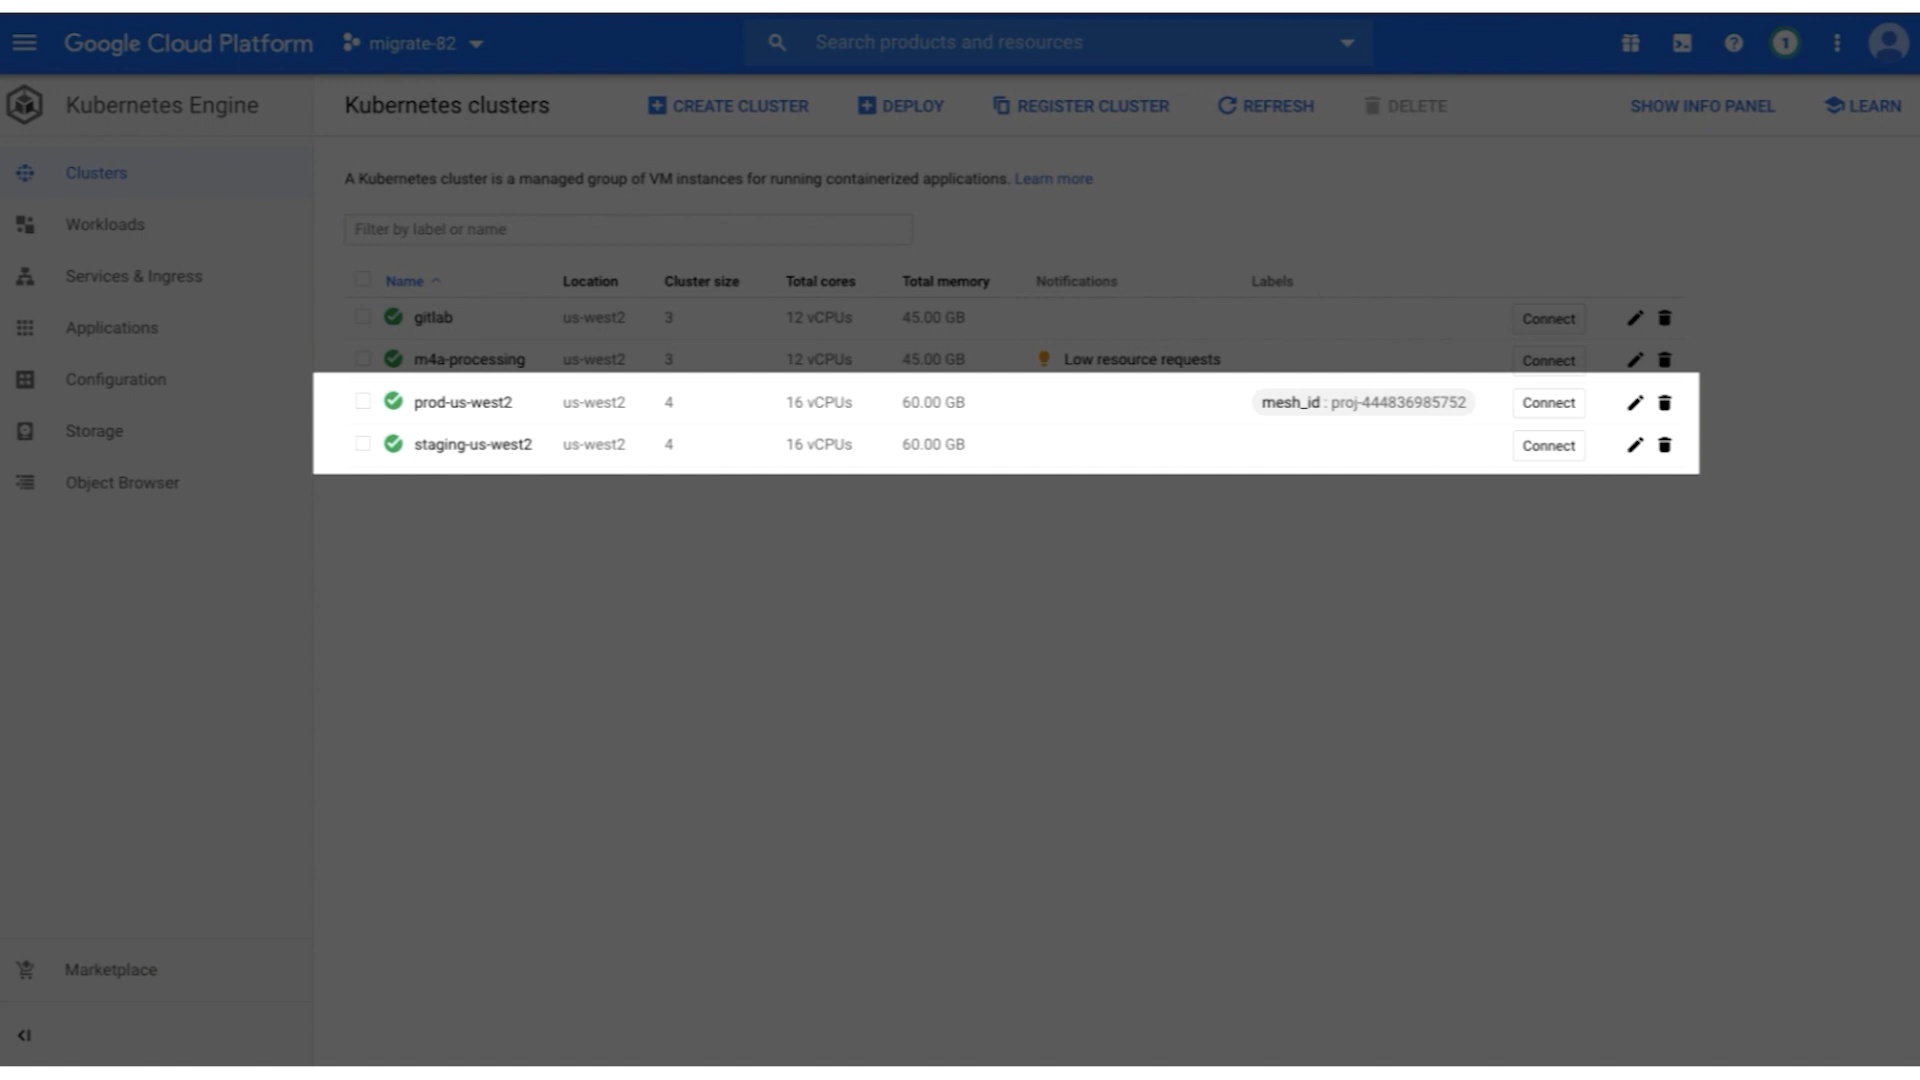 Google Cloud Platform migrate-82 Search products and resources 1
Kubernetes Engine
Kubernetes clusters CREATE CLUSTER DEPLOY REGISTER CLUSTER REFRESH DELETE SHOW INFO PANEL LEARN
Clusters
Workloads
Services & Ingress
Applications
Configuration
Storage
Object Browser
Marketplace
A Kubernetes cluster is a managed group of VM instances for running containerized applications. Learn more
Filter by label or name
Name Location Cluster size Total cores Total memory Notifications Labels
gitlab us-west2 3 12 vCPUs 45.00 GB Connect
m4a-processing us-west2 3 12 vCPUs 45.00 GB Low resource requests Connect
prod-us-west2 us-west2 4 16 vCPUs 60.00 GB mesh_id : proj-444836985752 Connect
staging-us-west2 us-west2 4 16 vCPUs 60.00 GB Connect